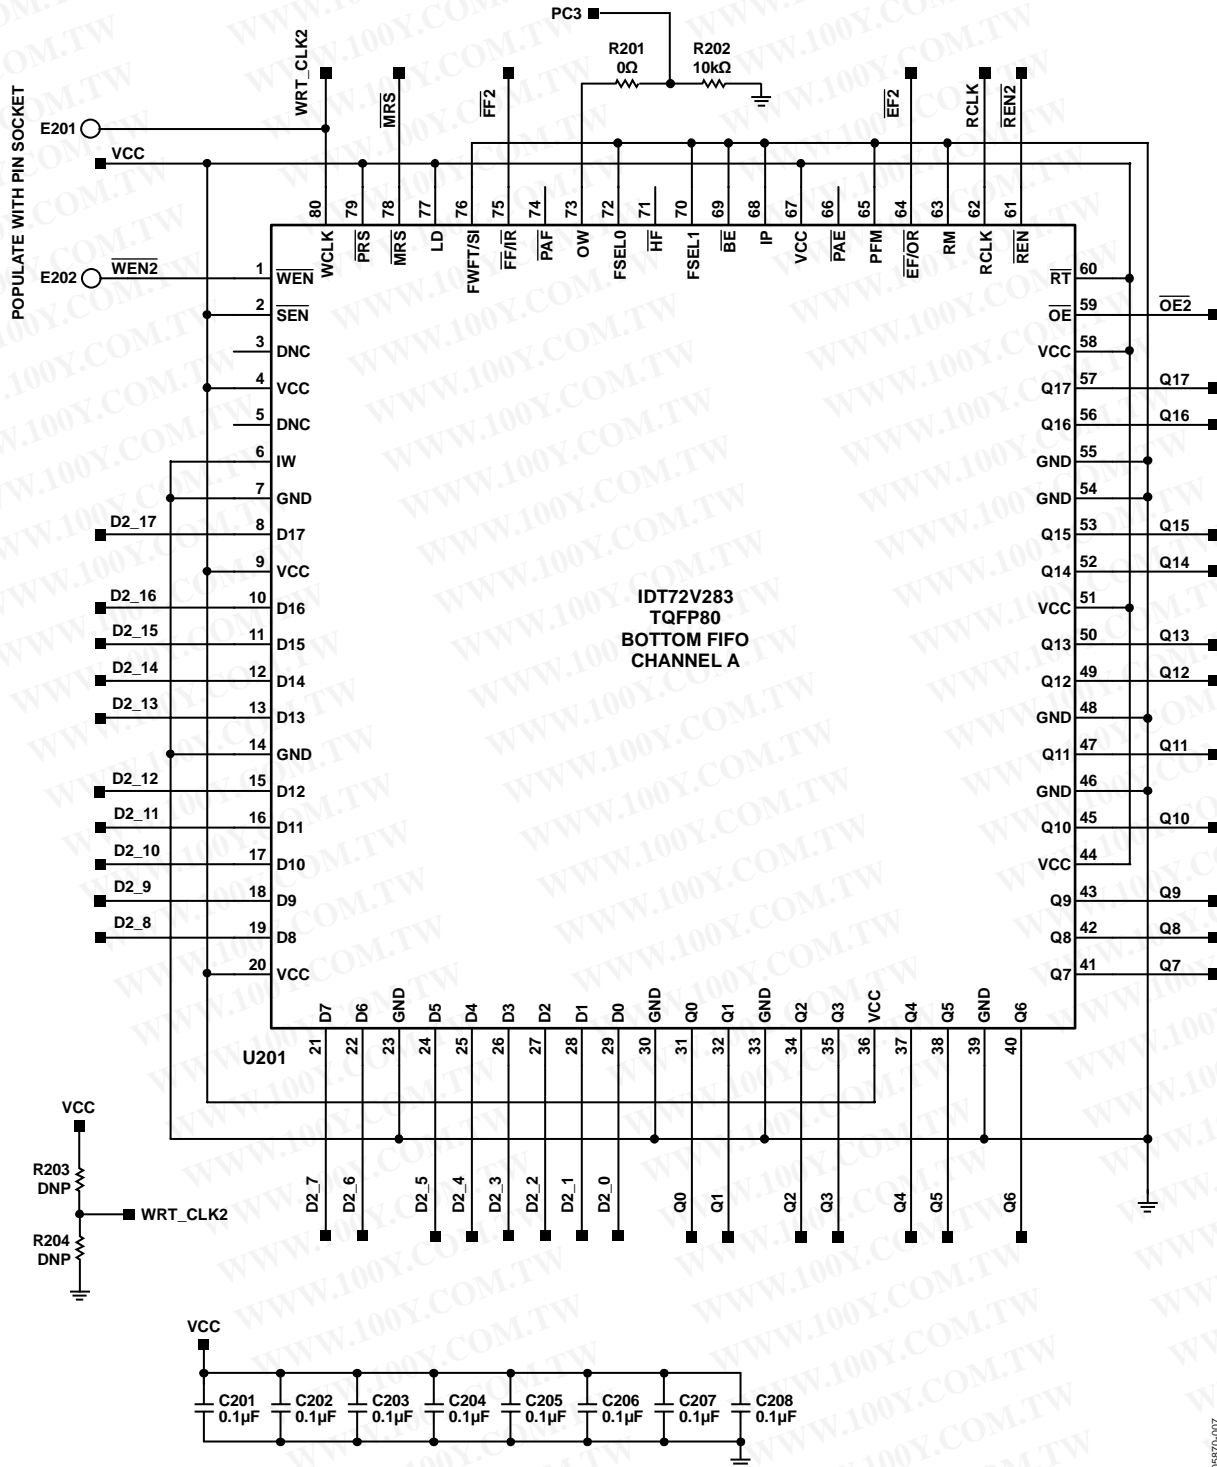 PC3
R201
0Ω
R202
10kΩ
WRT_CLK2
MRS
FF2
EF2
RCLK
REN2
POPULATE WITH PIN SOCKET
E201
VCC
E202
WEN2
80 79 78 77 76 75 74 73 72 71 70 69 68 67 66 65 64 63 62 61
WCLK PRS MRS LD FWFT/SI FF/IR PAF OW FSEL0 HF FSEL1 BE IP VCC PAE PFM EF/OR RM RCLK REN
1 WEN
2 SEN
3 DNC
4 VCC
5 DNC
6 IW
7 GND
D2_17 8 D17
9 VCC
D2_16 10 D16
D2_15 11 D15
D2_14 12 D14
D2_13 13 D13
14 GND
D2_12 15 D12
D2_11 16 D11
D2_10 17 D10
D2_9 18 D9
D2_8 19 D8
20 VCC
IDT72V283
TQFP80
BOTTOM FIFO
CHANNEL A
RT 60
OE 59 OE2
VCC 58
Q17 57 Q17
Q16 56 Q16
GND 55
GND 54
Q15 53 Q15
Q14 52 Q14
VCC 51
Q13 50 Q13
Q12 49 Q12
GND 48
Q11 47 Q11
GND 46
Q10 45 Q10
VCC 44
Q9 43 Q9
Q8 42 Q8
Q7 41 Q7
D7 D6 GND D5 D4 D3 D2 D1 D0 GND Q0 Q1 GND Q2 Q3 VCC Q4 Q5 GND Q6
U201
21 22 23 24 25 26 27 28 29 30 31 32 33 34 35 36 37 38 39 40
D2_7 D2_6 D2_5 D2_4 D2_3 D2_2 D2_1 D2_0 Q0 Q1 Q2 Q3 Q4 Q5 Q6
VCC
R203
DNP
WRT_CLK2
R204
DNP
VCC
C201 C202 C203 C204 C205 C206 C207 C208
0.1µF 0.1µF 0.1µF 0.1µF 0.1µF 0.1µF 0.1µF 0.1µF
05870-007
WWW.100Y.COM.TW